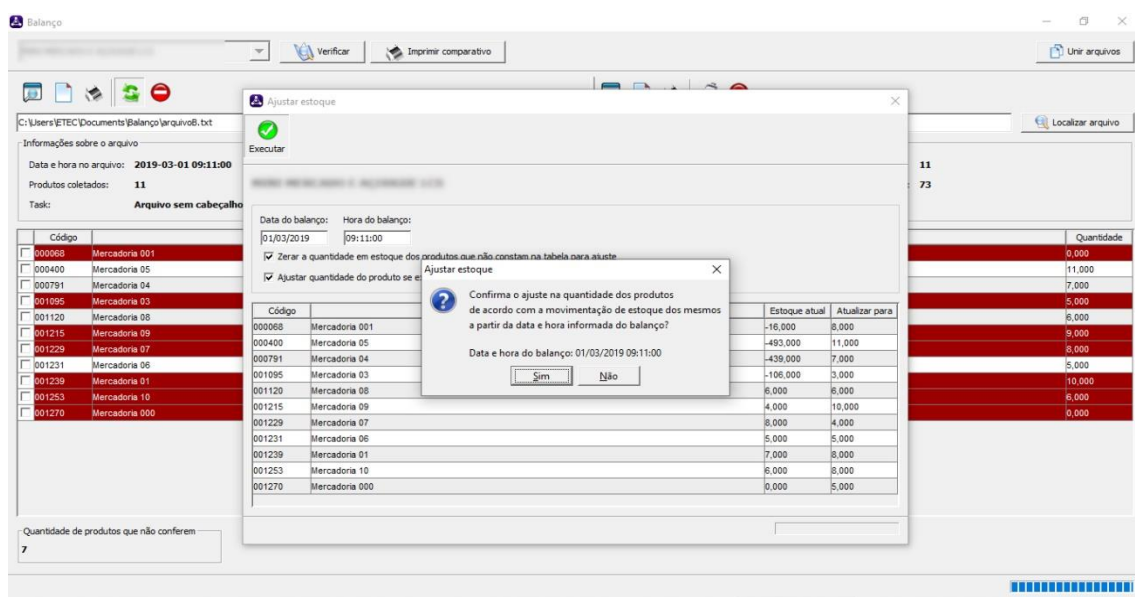 Balanço
Verificar
Imprimir comparativo
Unir arquivos
C:\Users\ETEC\Documents\Balanço\arquivoB.txt
Localizar arquivo
Informações sobre o arquivo
Data e hora no arquivo: 2019-03-01 09:11:00
11
Produtos coletados: 11
73
Task: Arquivo sem cabeçalho
Código
Quantidade
000068 Mercadoria 001 0,000
000400 Mercadoria 05 11,000
000791 Mercadoria 04 7,000
001095 Mercadoria 03 5,000
001120 Mercadoria 08 6,000
001215 Mercadoria 09 9,000
001229 Mercadoria 07 8,000
001231 Mercadoria 06 5,000
001239 Mercadoria 01 10,000
001253 Mercadoria 10 6,000
001270 Mercadoria 000 0,000
Quantidade de produtos que não conferem
7
Ajustar estoque
Executar
Data do balanço: Hora do balanço:
01/03/2019 09:11:00
Zerar a quantidade em estoque dos produtos que não constam na tabela para ajuste
Ajustar quantidade do produto se e
Código Estoque atual Atualizar para
000068 Mercadoria 001 -16,000 8,000
000400 Mercadoria 05 -493,000 11,000
000791 Mercadoria 04 -439,000 7,000
001095 Mercadoria 03 -106,000 3,000
001120 Mercadoria 08 6,000 6,000
001215 Mercadoria 09 4,000 10,000
001229 Mercadoria 07 8,000 4,000
001231 Mercadoria 06 5,000 5,000
001239 Mercadoria 01 7,000 8,000
001253 Mercadoria 10 6,000 8,000
001270 Mercadoria 000 0,000 5,000
Ajustar estoque
Confirma o ajuste na quantidade dos produtos
de acordo com a movimentação de estoque dos mesmos
a partir da data e hora informada do balanço?
Data e hora do balanço: 01/03/2019 09:11:00
Sim
Não